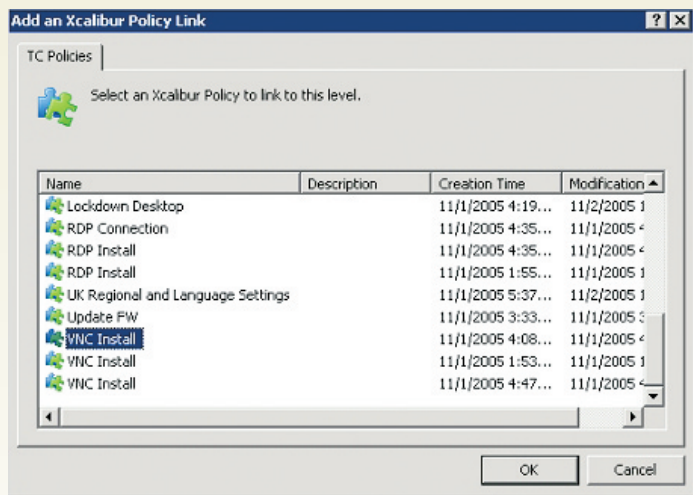 Add an Xcalibur Policy Link
TC Policies
Select an Xcalibur Policy to link to this level.
Name Description Creation Time Modification
Lockdown Desktop 11/1/2005 4:19... 11/2/2005 1
RDP Connection 11/1/2005 4:35... 11/1/2005 4
RDP Install 11/1/2005 4:35... 11/1/2005 4
RDP Install 11/1/2005 1:55... 11/1/2005 1
UK Regional and Language Settings 11/1/2005 5:37... 11/2/2005 1
Update FW 11/1/2005 3:33... 11/1/2005 3
VNC Install 11/1/2005 4:08... 11/1/2005 4
VNC Install 11/1/2005 1:53... 11/1/2005 1
VNC Install 11/1/2005 4:47... 11/1/2005 4
OK Cancel